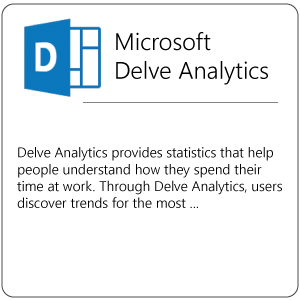 D
Microsoft
Delve Analytics
Delve Analytics provides statistics that help
people understand how they spend their
time at work. Through Delve Analytics, users
discover trends for the most ...